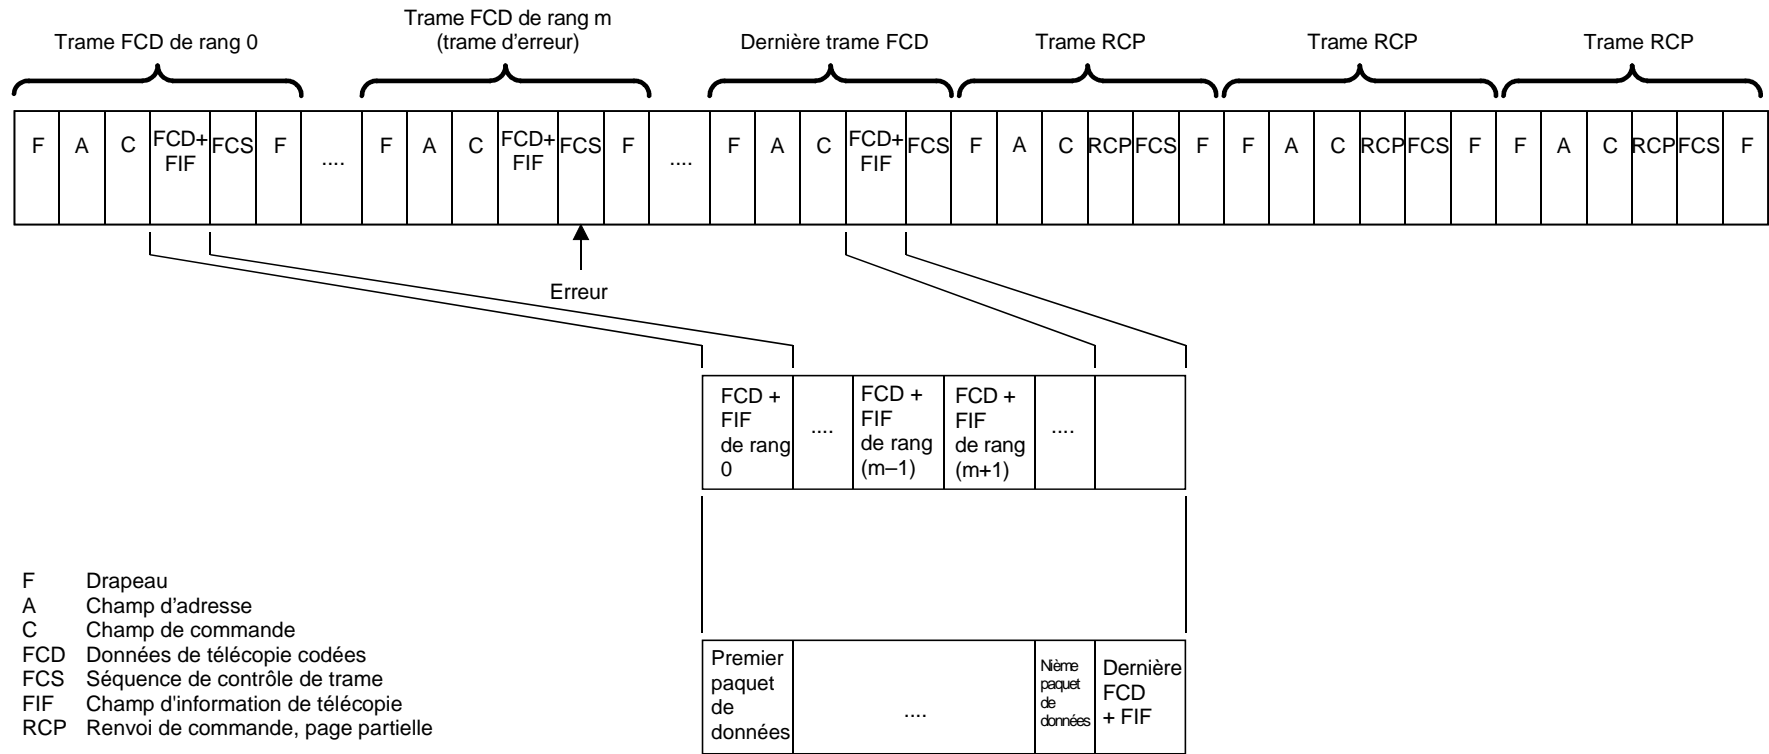 Trame FCD de rang 0
Trame FCD de rang m
(trame d'erreur)
Dernière trame FCD
Trame RCP
Trame RCP
Trame RCP
F A C FCD+ FIF FCS F .... F A C FCD+ FIF FCS F .... F A C FCD+ FIF FCS F A C RCP FCS F F A C RCP FCS F F A C RCP FCS F
Erreur
FCD +
FIF
de rang
0
....
FCD +
FIF
de rang
(m–1)
FCD +
FIF
de rang
(m+1)
....
F Drapeau
A Champ d'adresse
C Champ de commande
FCD Données de télécopie codées
FCS Séquence de contrôle de trame
FIF Champ d'information de télécopie
RCP Renvoi de commande, page partielle
Premier
paquet
de
données
....
Nième
paquet
de
données
Dernière
FCD
+ FIF